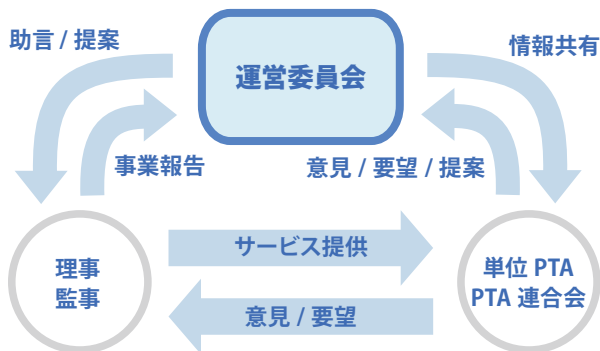 助言 / 提案
運営委員会
情報共有
事業報告
意見 / 要望 / 提案
サービス提供
理事
監事
単位 PTA
PTA 連合会
意見 / 要望